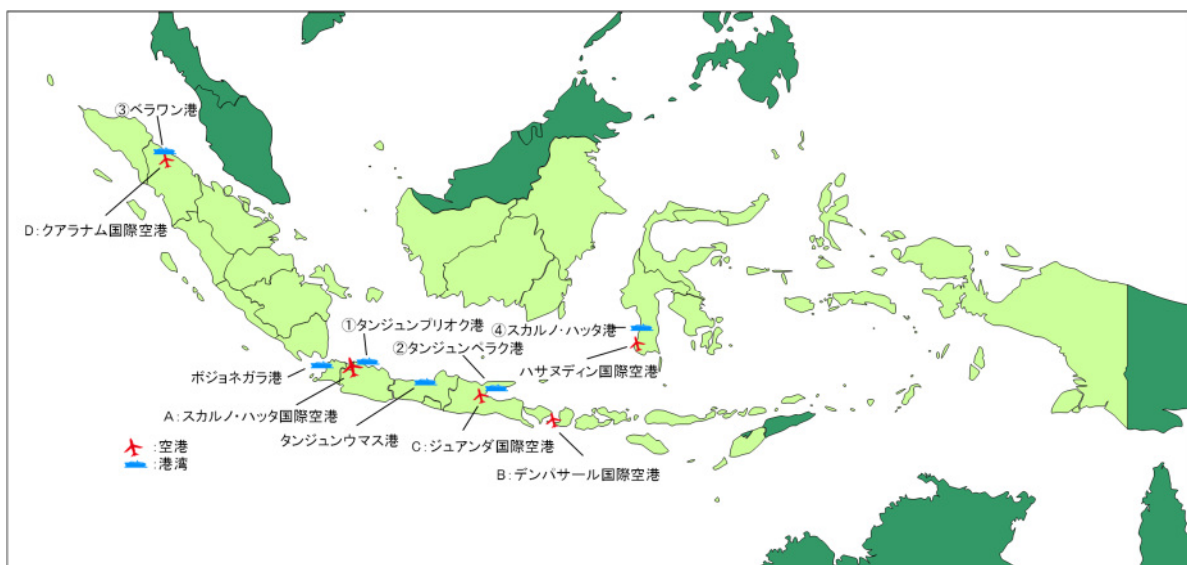 ③ベラワン港
D:クアラナム国際空港
①タンジュンプリオク港
④スカルノ・ハッタ港
②タンジュンペラク港
ハサヌディン国際空港
ボジョネガラ港
A:スカルノ・ハッタ国際空港
タンジュンウマス港
C:ジュアンダ国際空港
B:デンパサール国際空港
:空港
:港湾